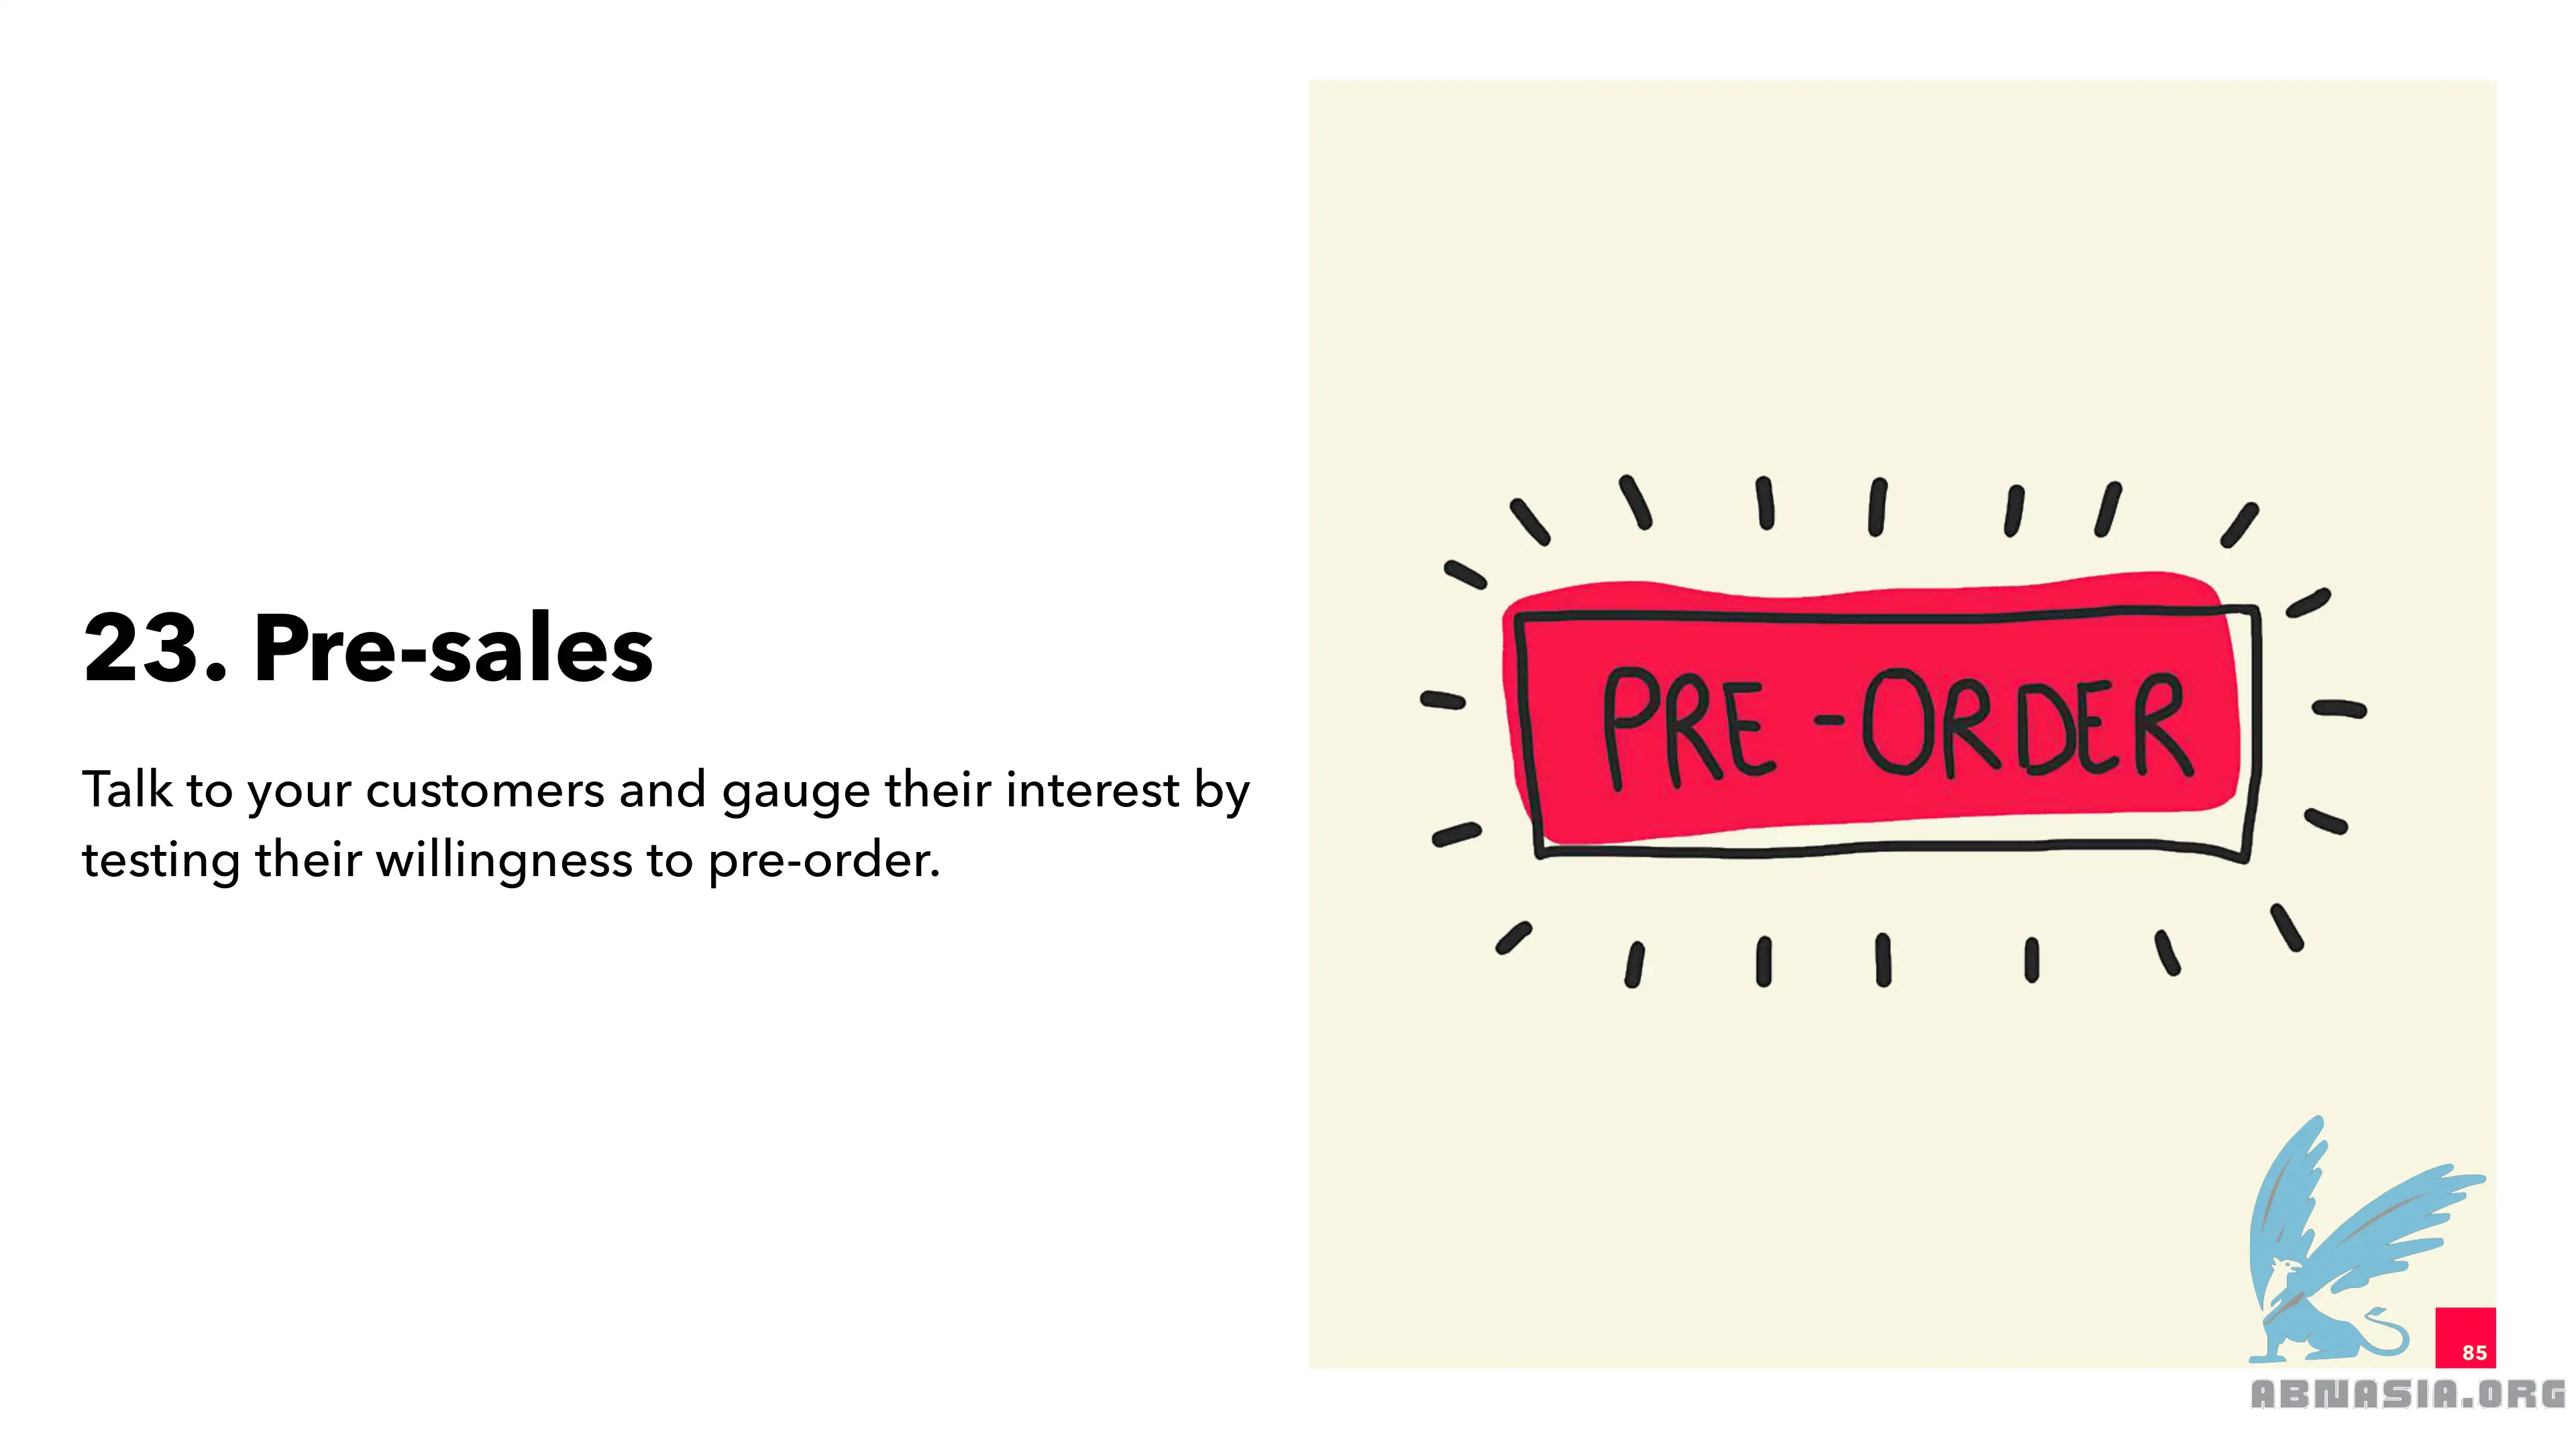 23. Pre-sales
Talk to your customers and gauge their interest by
testing their willingness to pre-order.
PRE-ORDER
85
ABNASIA.ORG